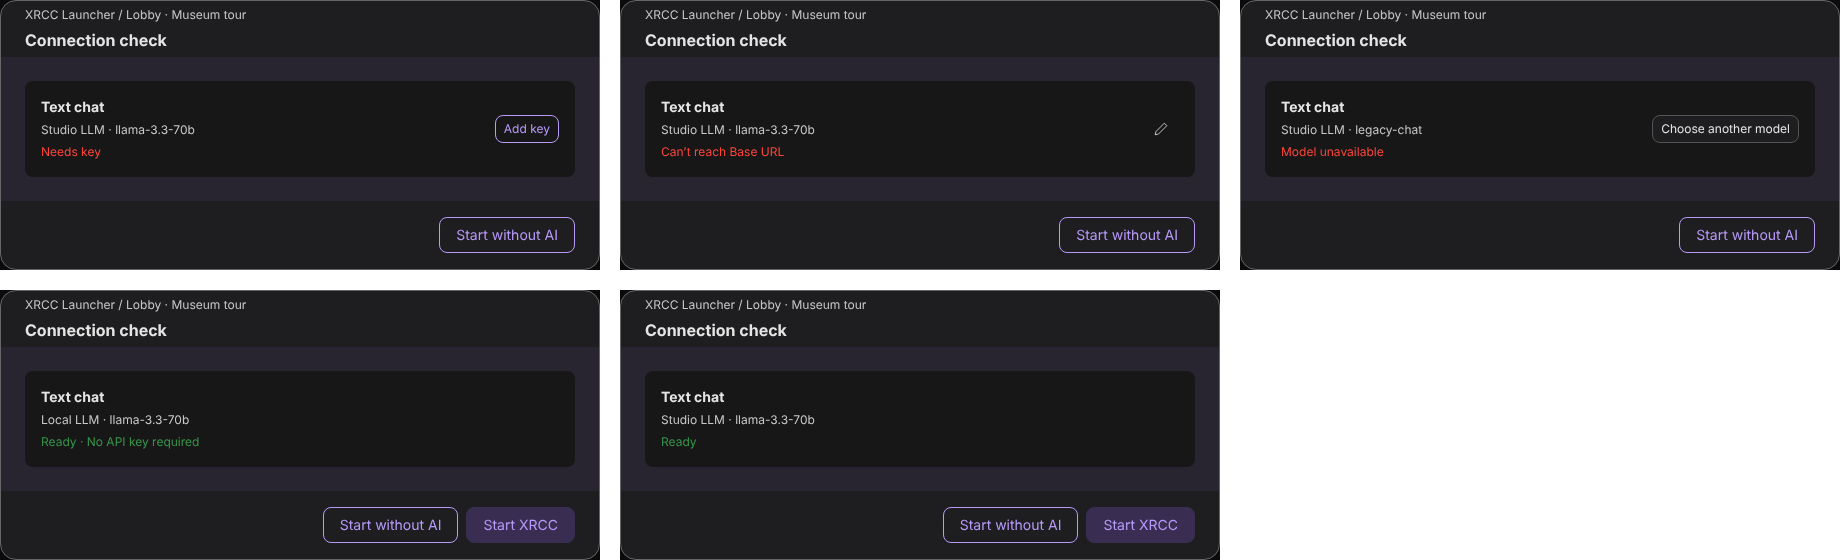 XRCC Launcher / Lobby · Museum tour
Connection check
Text chat
Studio LLM · llama-3.3-70b
Needs key
Add key
Start without AI
XRCC Launcher / Lobby · Museum tour
Connection check
Text chat
Studio LLM · llama-3.3-70b
Can’t reach Base URL
Start without AI
XRCC Launcher / Lobby · Museum tour
Connection check
Text chat
Studio LLM · legacy-chat
Model unavailable
Choose another model
Start without AI
XRCC Launcher / Lobby · Museum tour
Connection check
Text chat
Local LLM · llama-3.3-70b
Ready · No API key required
Start without AI
Start XRCC
XRCC Launcher / Lobby · Museum tour
Connection check
Text chat
Studio LLM · llama-3.3-70b
Ready
Start without AI
Start XRCC